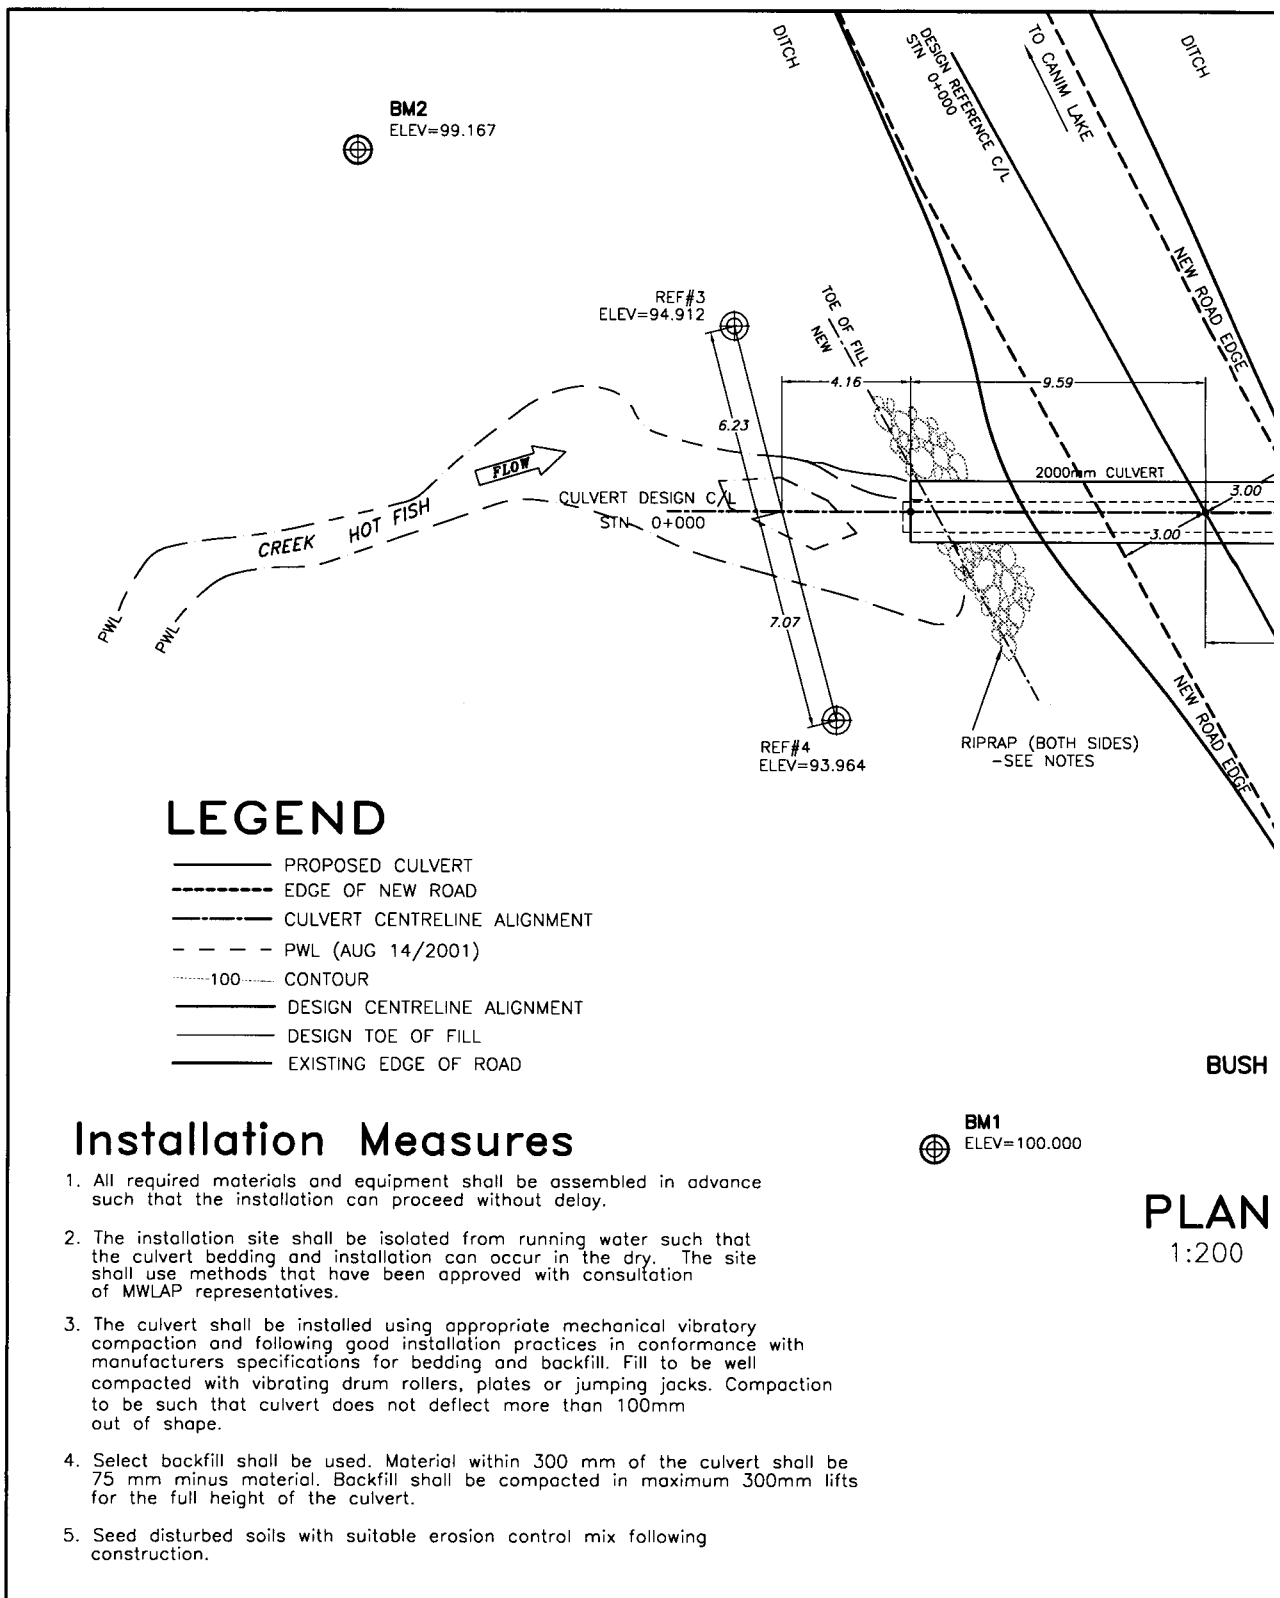 DITCH
DESIGN REFERENCE C/L
STN 0+000
TO CANIM LAKE
DITCH
BM2
ELEV=99.167
NEW ROAD EDGE
REF#3
ELEV=94.912
TOE OF FILL
NEW
4.16
9.59
6.23
FLOW
2000mm CULVERT
3.00
CULVERT DESIGN C/L
STN 0+000
CREEK HOT FISH
3.00
PWL
PWL
7.07
NEW ROAD EDGE
REF#4
ELEV=93.964
RIPRAP (BOTH SIDES)
-SEE NOTES
LEGEND
PROPOSED CULVERT
EDGE OF NEW ROAD
CULVERT CENTRELINE ALIGNMENT
PWL (AUG 14/2001)
100 CONTOUR
DESIGN CENTRELINE ALIGNMENT
DESIGN TOE OF FILL
EXISTING EDGE OF ROAD
BUSH
BM1
ELEV=100.000
PLAN
1:200
Installation Measures
1. All required materials and equipment shall be assembled in advance
such that the installation can proceed without delay.
2. The installation site shall be isolated from running water such that
the culvert bedding and installation can occur in the dry. The site
shall use methods that have been approved with consultation
of MWLAP representatives.
3. The culvert shall be installed using appropriate mechanical vibratory
compaction and following good installation practices in conformance with
manufacturers specifications for bedding and backfill. Fill to be well
compacted with vibrating drum rollers, plates or jumping jacks. Compaction
to be such that culvert does not deflect more than 100mm
out of shape.
4. Select backfill shall be used. Material within 300 mm of the culvert shall be
75 mm minus material. Backfill shall be compacted in maximum 300mm lifts
for the full height of the culvert.
5. Seed disturbed soils with suitable erosion control mix following
construction.